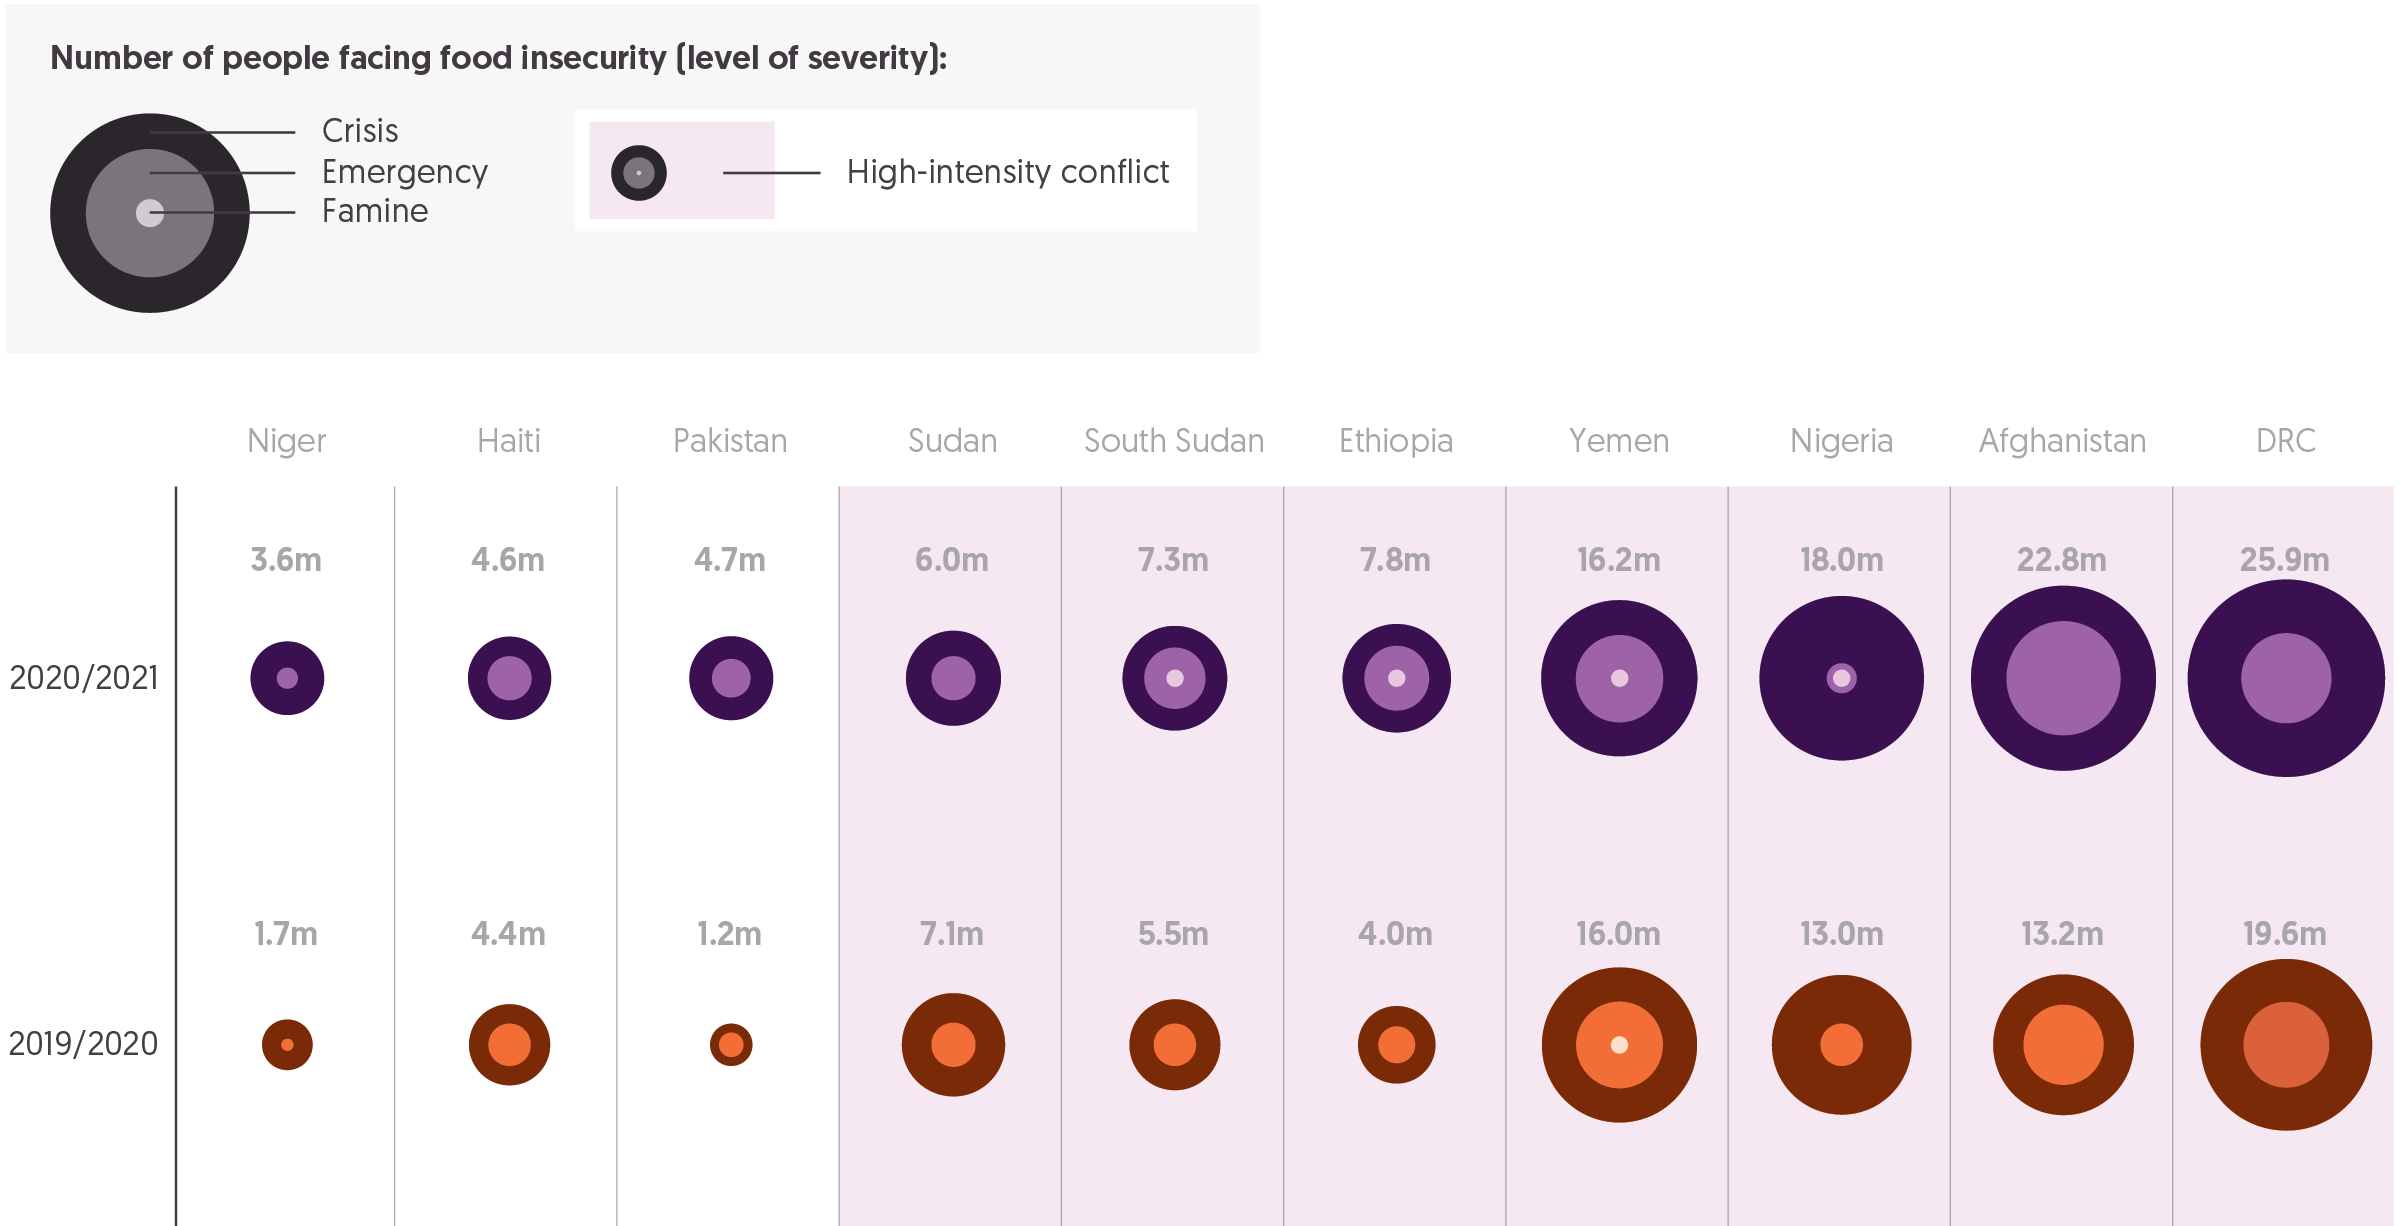 Number of people facing food insecurity (level of severity):
Crisis
Emergency
Famine
High-intensity conflict
Niger Haiti Pakistan Sudan South Sudan Ethiopia Yemen Nigeria Afghanistan DRC
3.6m 4.6m 4.7m 6.0m 7.3m 7.8m 16.2m 18.0m 22.8m 25.9m
2020/2021
1.7m 4.4m 1.2m 7.1m 5.5m 4.0m 16.0m 13.0m 13.2m 19.6m
2019/2020